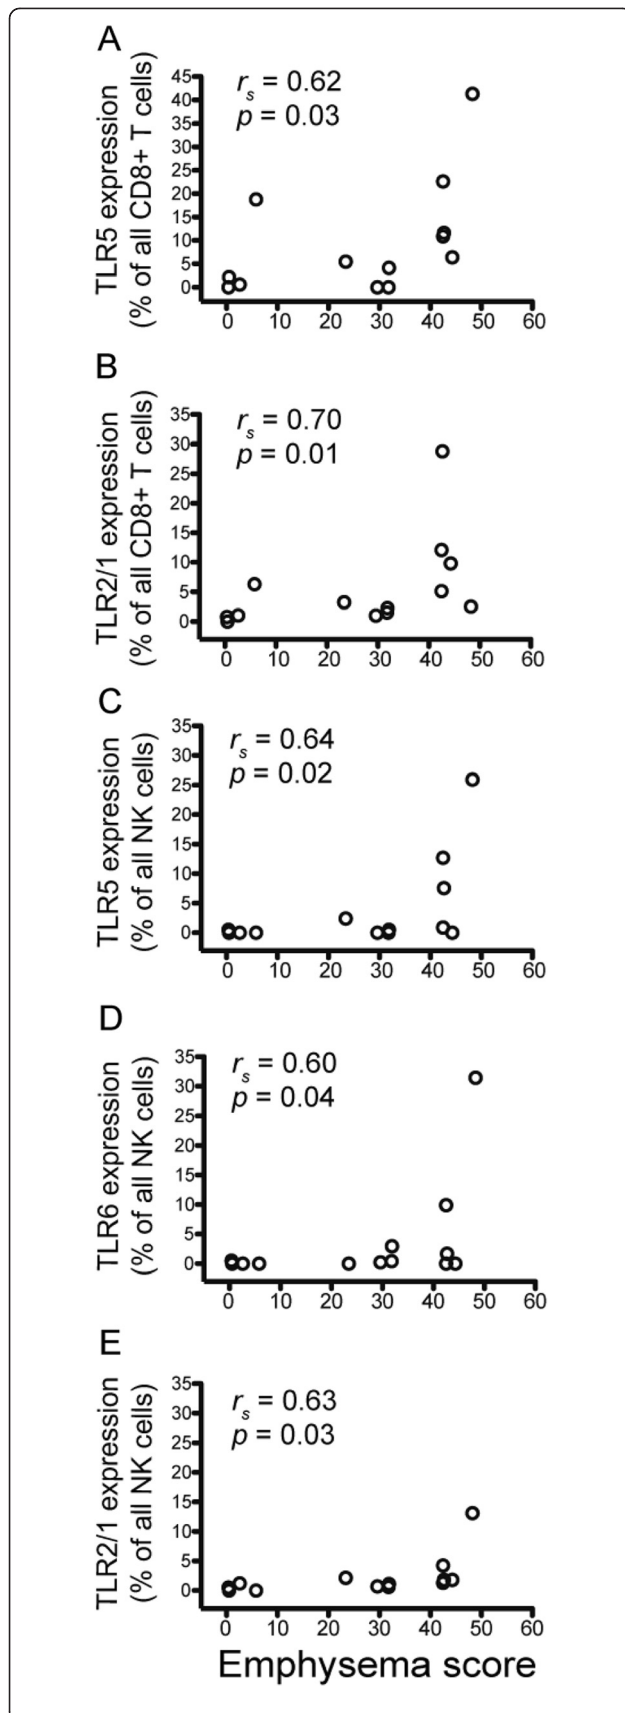 A
TLR5 expression
(% of all CD8+ T cells)
r_s = 0.62
p = 0.03
45
40
35
30
25
20
15
10
5
0
0 10 20 30 40 50 60
B
TLR2/1 expression
(% of all CD8+ T cells)
r_s = 0.70
p = 0.01
35
30
25
20
15
10
5
0
0 10 20 30 40 50 60
C
TLR5 expression
(% of all NK cells)
r_s = 0.64
p = 0.02
35
30
25
20
15
10
5
0
0 10 20 30 40 50 60
D
TLR6 expression
(% of all NK cells)
r_s = 0.60
p = 0.04
35
30
25
20
15
10
5
0
0 10 20 30 40 50 60
E
TLR2/1 expression
(% of all NK cells)
r_s = 0.63
p = 0.03
35
30
25
20
15
10
5
0
0 10 20 30 40 50 60
Emphysema score